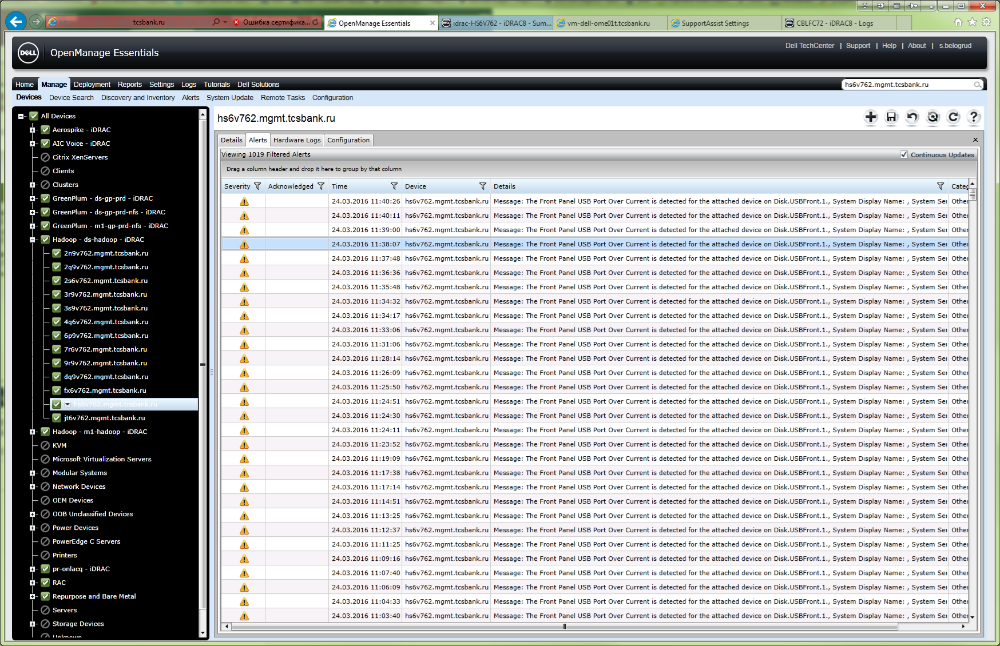 tcsbank.ru
Ошибка сертифика...
OpenManage Essentials
idrac-HS6V762 - iDRAC8 - Sum...
vm-dell-ome01t.tcsbank.ru
SupportAssist Settings
CBLFC72 - iDRAC8 - Logs
DELL
OpenManage Essentials
Dell TechCenter | Support | Help | About | s.belogrud
Home Manage Deployment Reports Settings Logs Tutorials Dell Solutions
hs6v762.mgmt.tcsbank.ru
Devices Device Search Discovery and Inventory Alerts System Update Remote Tasks Configuration
All Devices
Aerospike - iDRAC
AIC Voice - iDRAC
Citrix XenServers
Clients
Clusters
GreenPlum - ds-gp-prd - iDRAC
GreenPlum - ds-gp-prd-nfs - iDRAC
GreenPlum - m1-gp-prd-nfs - iDRAC
Hadoop - ds-hadoop - iDRAC
2n9v762.mgmt.tcsbank.ru
2q9v762.mgmt.tcsbank.ru
2s6v762.mgmt.tcsbank.ru
3r9v762.mgmt.tcsbank.ru
3s9v762.mgmt.tcsbank.ru
4q6v762.mgmt.tcsbank.ru
6p9v762.mgmt.tcsbank.ru
7r6v762.mgmt.tcsbank.ru
9r9v762.mgmt.tcsbank.ru
dq9v762.mgmt.tcsbank.ru
fx6v762.mgmt.tcsbank.ru
hs6v762.mgmt.tcsbank.ru
jt6v762.mgmt.tcsbank.ru
Hadoop - m1-hadoop - iDRAC
KVM
Microsoft Virtualization Servers
Modular Systems
Network Devices
OEM Devices
OOB Unclassified Devices
Power Devices
PowerEdge C Servers
Printers
pr-onlacq - iDRAC
RAC
Repurpose and Bare Metal
Servers
Storage Devices
Unknown
hs6v762.mgmt.tcsbank.ru
Details Alerts Hardware Logs Configuration
Viewing 1019 Filtered Alerts
Continuous Updates
Drag a column header and drop it here to group by that column
Severity Acknowledged Time Device Details Categ
24.03.2016 11:40:26 hs6v762.mgmt.tcsbank.ru Message: The Front Panel USB Port Over Current is detected for the attached device on Disk.USBFront.1., System Display Name: , System Ser Other
24.03.2016 11:40:11 hs6v762.mgmt.tcsbank.ru Message: The Front Panel USB Port Over Current is detected for the attached device on Disk.USBFront.1., System Display Name: , System Ser Other
24.03.2016 11:39:00 hs6v762.mgmt.tcsbank.ru Message: The Front Panel USB Port Over Current is detected for the attached device on Disk.USBFront.1., System Display Name: , System Ser Other
24.03.2016 11:38:07 hs6v762.mgmt.tcsbank.ru Message: The Front Panel USB Port Over Current is detected for the attached device on Disk.USBFront.1., System Display Name: , System Ser Other
24.03.2016 11:37:48 hs6v762.mgmt.tcsbank.ru Message: The Front Panel USB Port Over Current is detected for the attached device on Disk.USBFront.1., System Display Name: , System Ser Other
24.03.2016 11:36:36 hs6v762.mgmt.tcsbank.ru Message: The Front Panel USB Port Over Current is detected for the attached device on Disk.USBFront.1., System Display Name: , System Ser Other
24.03.2016 11:35:48 hs6v762.mgmt.tcsbank.ru Message: The Front Panel USB Port Over Current is detected for the attached device on Disk.USBFront.1., System Display Name: , System Ser Other
24.03.2016 11:34:32 hs6v762.mgmt.tcsbank.ru Message: The Front Panel USB Port Over Current is detected for the attached device on Disk.USBFront.1., System Display Name: , System Ser Other
24.03.2016 11:34:17 hs6v762.mgmt.tcsbank.ru Message: The Front Panel USB Port Over Current is detected for the attached device on Disk.USBFront.1., System Display Name: , System Ser Other
24.03.2016 11:33:06 hs6v762.mgmt.tcsbank.ru Message: The Front Panel USB Port Over Current is detected for the attached device on Disk.USBFront.1., System Display Name: , System Ser Other
24.03.2016 11:31:06 hs6v762.mgmt.tcsbank.ru Message: The Front Panel USB Port Over Current is detected for the attached device on Disk.USBFront.1., System Display Name: , System Ser Other
24.03.2016 11:28:14 hs6v762.mgmt.tcsbank.ru Message: The Front Panel USB Port Over Current is detected for the attached device on Disk.USBFront.1., System Display Name: , System Ser Other
24.03.2016 11:26:09 hs6v762.mgmt.tcsbank.ru Message: The Front Panel USB Port Over Current is detected for the attached device on Disk.USBFront.1., System Display Name: , System Ser Other
24.03.2016 11:25:50 hs6v762.mgmt.tcsbank.ru Message: The Front Panel USB Port Over Current is detected for the attached device on Disk.USBFront.1., System Display Name: , System Ser Other
24.03.2016 11:24:51 hs6v762.mgmt.tcsbank.ru Message: The Front Panel USB Port Over Current is detected for the attached device on Disk.USBFront.1., System Display Name: , System Ser Other
24.03.2016 11:24:30 hs6v762.mgmt.tcsbank.ru Message: The Front Panel USB Port Over Current is detected for the attached device on Disk.USBFront.1., System Display Name: , System Ser Other
24.03.2016 11:24:11 hs6v762.mgmt.tcsbank.ru Message: The Front Panel USB Port Over Current is detected for the attached device on Disk.USBFront.1., System Display Name: , System Ser Other
24.03.2016 11:23:52 hs6v762.mgmt.tcsbank.ru Message: The Front Panel USB Port Over Current is detected for the attached device on Disk.USBFront.1., System Display Name: , System Ser Other
24.03.2016 11:19:09 hs6v762.mgmt.tcsbank.ru Message: The Front Panel USB Port Over Current is detected for the attached device on Disk.USBFront.1., System Display Name: , System Ser Other
24.03.2016 11:17:38 hs6v762.mgmt.tcsbank.ru Message: The Front Panel USB Port Over Current is detected for the attached device on Disk.USBFront.1., System Display Name: , System Ser Other
24.03.2016 11:17:14 hs6v762.mgmt.tcsbank.ru Message: The Front Panel USB Port Over Current is detected for the attached device on Disk.USBFront.1., System Display Name: , System Ser Other
24.03.2016 11:14:51 hs6v762.mgmt.tcsbank.ru Message: The Front Panel USB Port Over Current is detected for the attached device on Disk.USBFront.1., System Display Name: , System Ser Other
24.03.2016 11:13:25 hs6v762.mgmt.tcsbank.ru Message: The Front Panel USB Port Over Current is detected for the attached device on Disk.USBFront.1., System Display Name: , System Ser Other
24.03.2016 11:12:37 hs6v762.mgmt.tcsbank.ru Message: The Front Panel USB Port Over Current is detected for the attached device on Disk.USBFront.1., System Display Name: , System Ser Other
24.03.2016 11:11:25 hs6v762.mgmt.tcsbank.ru Message: The Front Panel USB Port Over Current is detected for the attached device on Disk.USBFront.1., System Display Name: , System Ser Other
24.03.2016 11:09:16 hs6v762.mgmt.tcsbank.ru Message: The Front Panel USB Port Over Current is detected for the attached device on Disk.USBFront.1., System Display Name: , System Ser Other
24.03.2016 11:07:40 hs6v762.mgmt.tcsbank.ru Message: The Front Panel USB Port Over Current is detected for the attached device on Disk.USBFront.1., System Display Name: , System Ser Other
24.03.2016 11:06:09 hs6v762.mgmt.tcsbank.ru Message: The Front Panel USB Port Over Current is detected for the attached device on Disk.USBFront.1., System Display Name: , System Ser Other
24.03.2016 11:04:33 hs6v762.mgmt.tcsbank.ru Message: The Front Panel USB Port Over Current is detected for the attached device on Disk.USBFront.1., System Display Name: , System Ser Other
24.03.2016 11:03:40 hs6v762.mgmt.tcsbank.ru Message: The Front Panel USB Port Over Current is detected for the attached device on Disk.USBFront.1., System Display Name: , System Ser Other